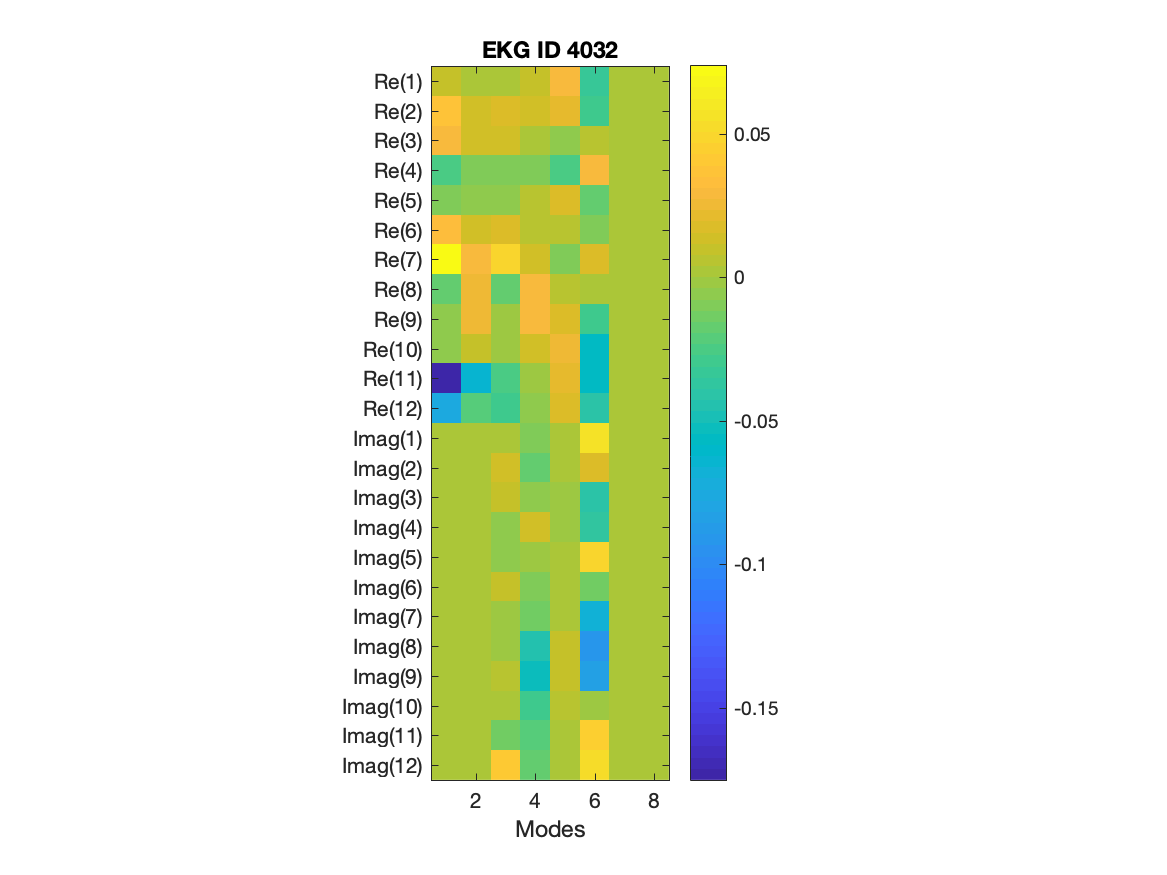 EKG ID 4032
Re(1)
Re(2)
Re(3)
Re(4)
Re(5)
Re(6)
Re(7)
Re(8)
Re(9)
Re(10)
Re(11)
Re(12)
Imag(1)
Imag(2)
Imag(3)
Imag(4)
Imag(5)
Imag(6)
Imag(7)
Imag(8)
Imag(9)
Imag(10)
Imag(11)
Imag(12)
2 4 6 8
Modes
0.05
0
-0.05
-0.1
-0.15